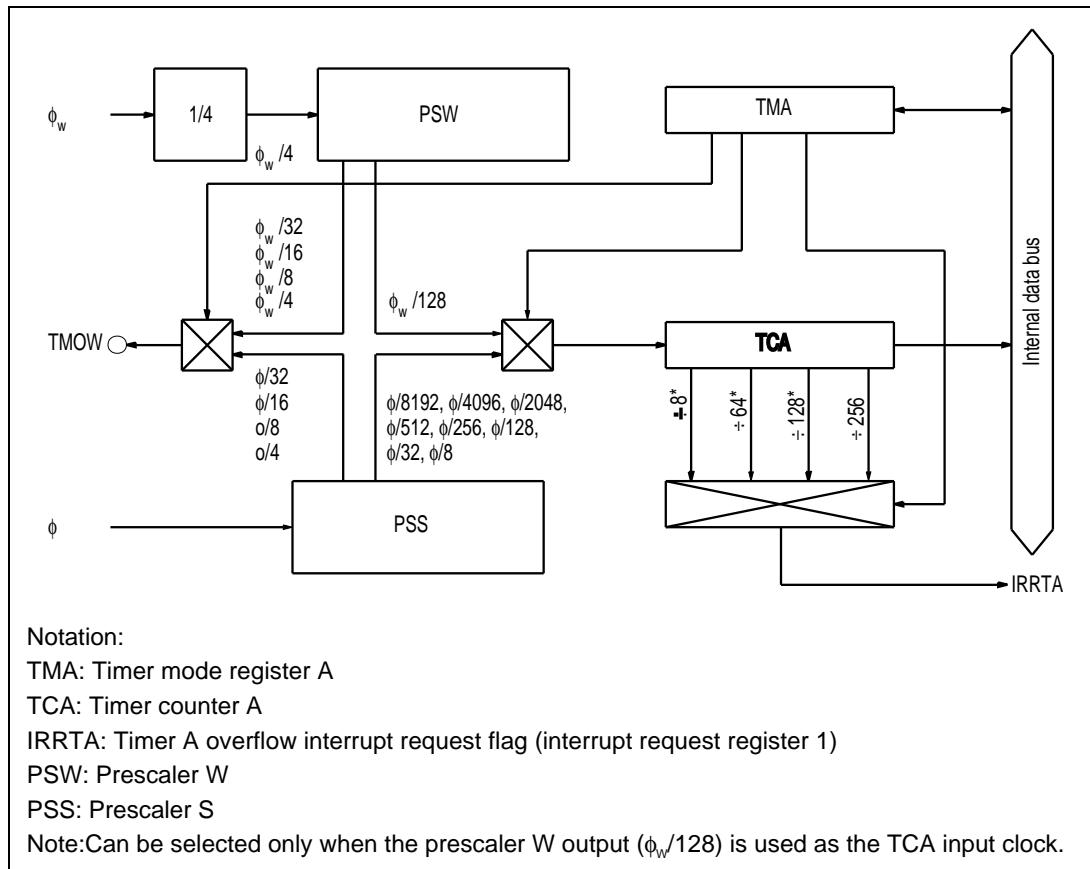 ϕw
1/4
PSW
TMA
ϕw /4
ϕw /32
ϕw /16
ϕw /8
ϕw /4
ϕw /128
Internal data bus
TMOW
TCA
ϕ/32
ϕ/16
o/8
o/4
ϕ/8192, ϕ/4096, ϕ/2048,
ϕ/512, ϕ/256, ϕ/128,
ϕ/32, ϕ/8
÷ 8*
÷ 64*
÷ 128*
÷ 256
ϕ
PSS
IRRTA
Notation:
TMA: Timer mode register A
TCA: Timer counter A
IRRTA: Timer A overflow interrupt request flag (interrupt request register 1)
PSW: Prescaler W
PSS: Prescaler S
Note:Can be selected only when the prescaler W output (ϕW/128) is used as the TCA input clock.